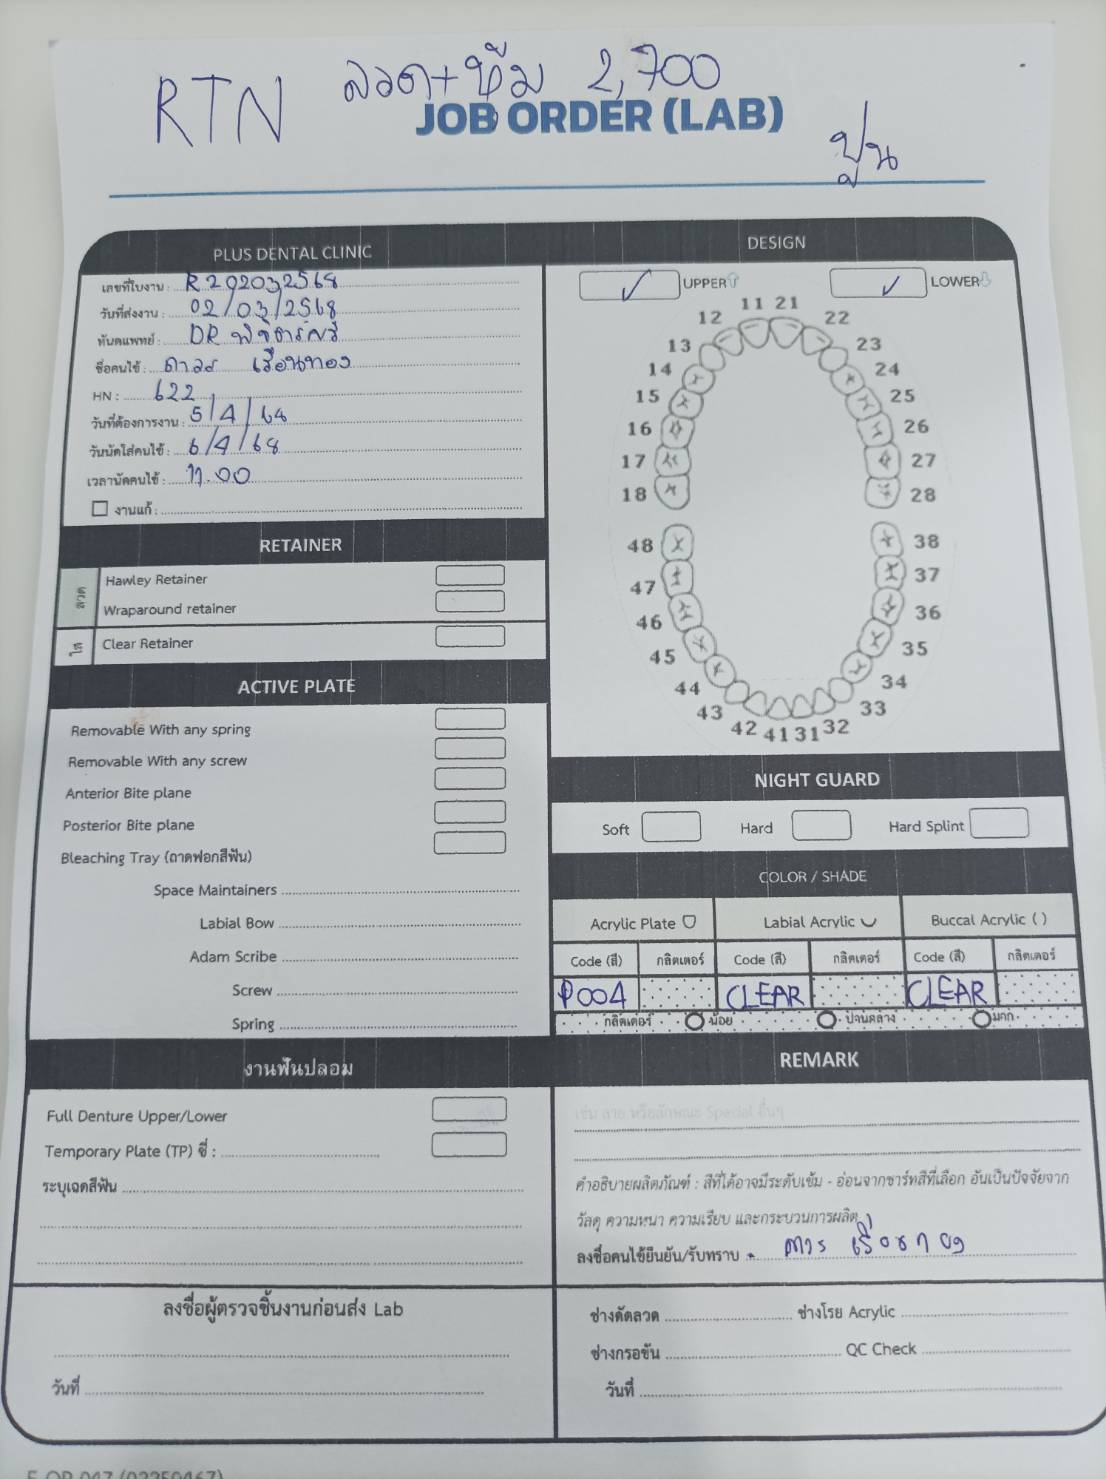 RTN ลวด+หุ้ม 2,700
JOB ORDER (LAB)
ปูน
PLUS DENTAL CLINIC
เลขที่ใบงาน : R202032568
วันที่ส่งงาน : 02/03/2568
ทันตแพทย์ : DR
ชื่อคนไข้ : ถาวร เรือนทอง
HN : 622
วันที่ต้องการงาน : 5/4/68
วันนัดใส่คนไข้ : 6/4/68
เวลานัดคนไข้ : 11.00
งานแก้ :
DESIGN
✓ UPPER ✓ LOWER
11 21
12 22
13 23
14 24
15 25
16 26
17 27
18 28
48 38
47 37
46 36
45 35
44 34
43 33
42 41 31 32
RETAINER
ลวด
Hawley Retainer
Wraparound retainer
ใส Clear Retainer
ACTIVE PLATE
Removable With any spring
Removable With any screw
Anterior Bite plane
Posterior Bite plane
Bleaching Tray (ถาดฟอกสีฟัน)
Space Maintainers
Labial Bow
Adam Scribe
Screw
Spring
NIGHT GUARD
Soft Hard Hard Splint
COLOR / SHADE
Acrylic Plate Labial Acrylic Buccal Acrylic ( )
Code (สี) กลิตเตอร์ Code (สี) กลิตเตอร์ Code (สี) กลิตเตอร์
P004 CLEAR CLEAR
กลิตเตอร์ น้อย ปานกลาง มาก
งานฟันปลอม
Full Denture Upper/Lower
Temporary Plate (TP) ซี่ :
ระบุเฉดสีฟัน
REMARK
เช่น ลาย หรือลักษณะ Special อื่นๆ
คำอธิบายผลิตภัณฑ์ : สีที่ได้อาจมีระดับเข้ม - อ่อนจากชาร์ทสีที่เลือก อันเป็นปัจจัยจาก
วัสดุ ความหนา ความเรียบ และกระบวนการผลิต
ลงชื่อคนไข้ยืนยัน/รับทราบ ถาวร เรือนทอง
ลงชื่อผู้ตรวจชิ้นงานก่อนส่ง Lab
วันที่
ช่างดัดลวด ช่างโรย Acrylic
ช่างกรอขัน QC Check
วันที่